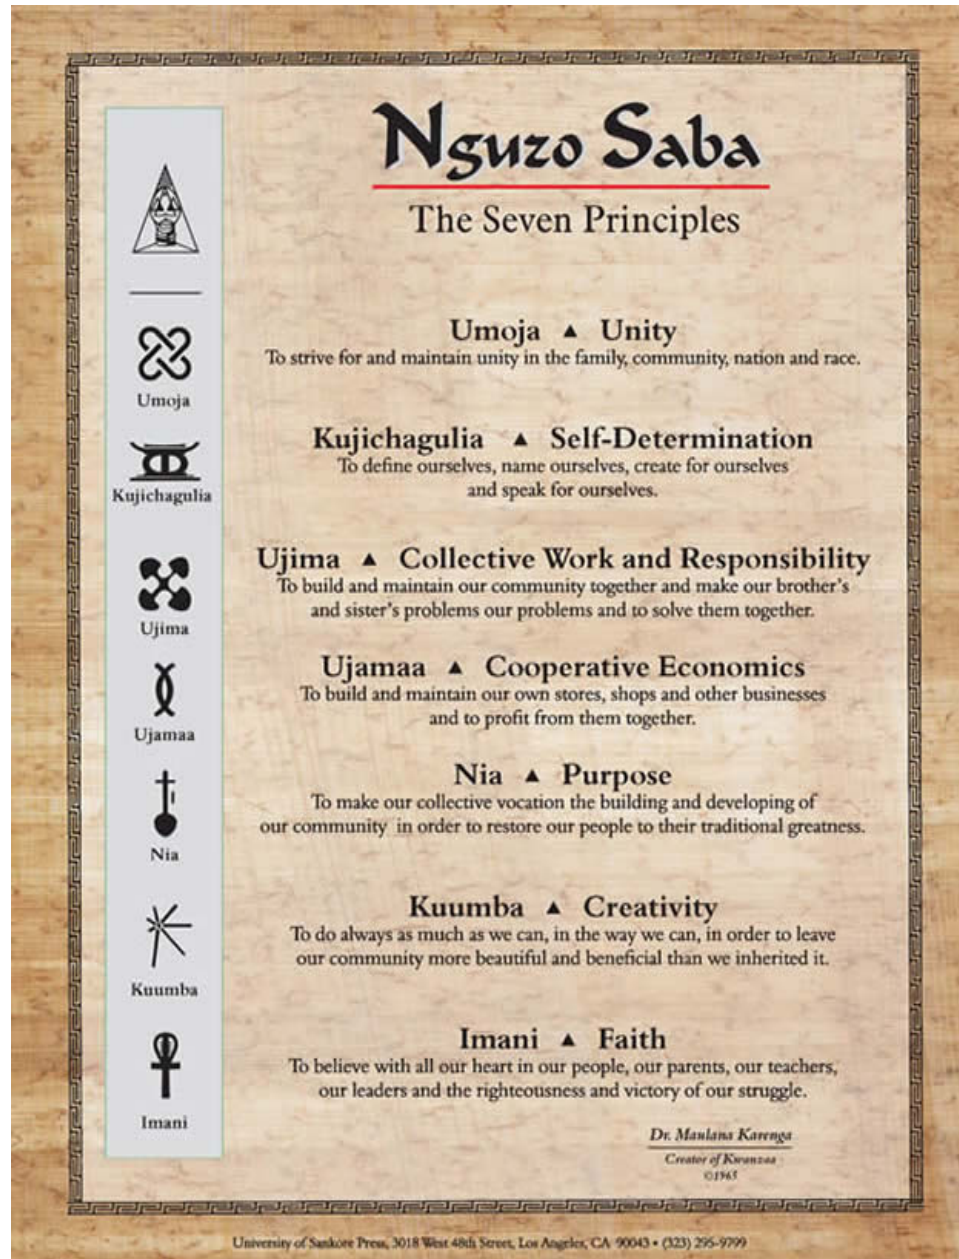 Nguzo Saba
The Seven Principles
Umoja ▲ Unity
To strive for and maintain unity in the family, community, nation and race.
Kujichagulia ▲ Self-Determination
To define ourselves, name ourselves, create for ourselves
and speak for ourselves.
Ujima ▲ Collective Work and Responsibility
To build and maintain our community together and make our brother's
and sister's problems our problems and to solve them together.
Ujamaa ▲ Cooperative Economics
To build and maintain our own stores, shops and other businesses
and to profit from them together.
Nia ▲ Purpose
To make our collective vocation the building and developing of
our community in order to restore our people to their traditional greatness.
Kuumba ▲ Creativity
To do always as much as we can, in the way we can, in order to leave
our community more beautiful and beneficial than we inherited it.
Imani ▲ Faith
To believe with all our heart in our people, our parents, our teachers,
our leaders and the righteousness and victory of our struggle.
Dr. Maulana Karenga
Creator of Kwanzaa
©1965
Umoja
Kujichagulia
Ujima
Ujamaa
Nia
Kuumba
Imani
University of Sankore Press, 3018 West 48th Street, Los Angeles, CA 90043 • (323) 295-9799